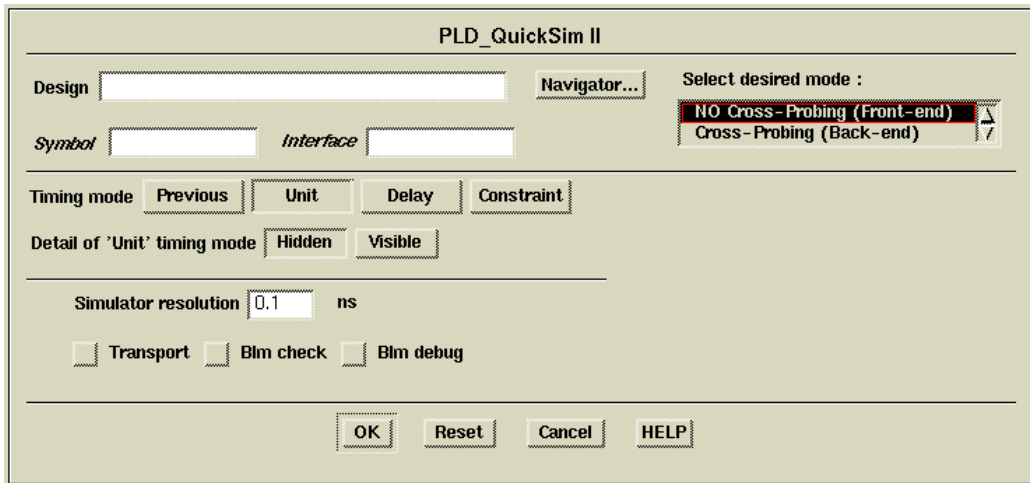 PLD_QuickSim II
Design Navigator...
Select desired mode :
NO Cross-Probing (Front-end)
Cross-Probing (Back-end)
Symbol Interface
Timing mode Previous Unit Delay Constraint
Detail of 'Unit' timing mode Hidden Visible
Simulator resolution 0.1 ns
Transport Blm check Blm debug
OK Reset Cancel HELP